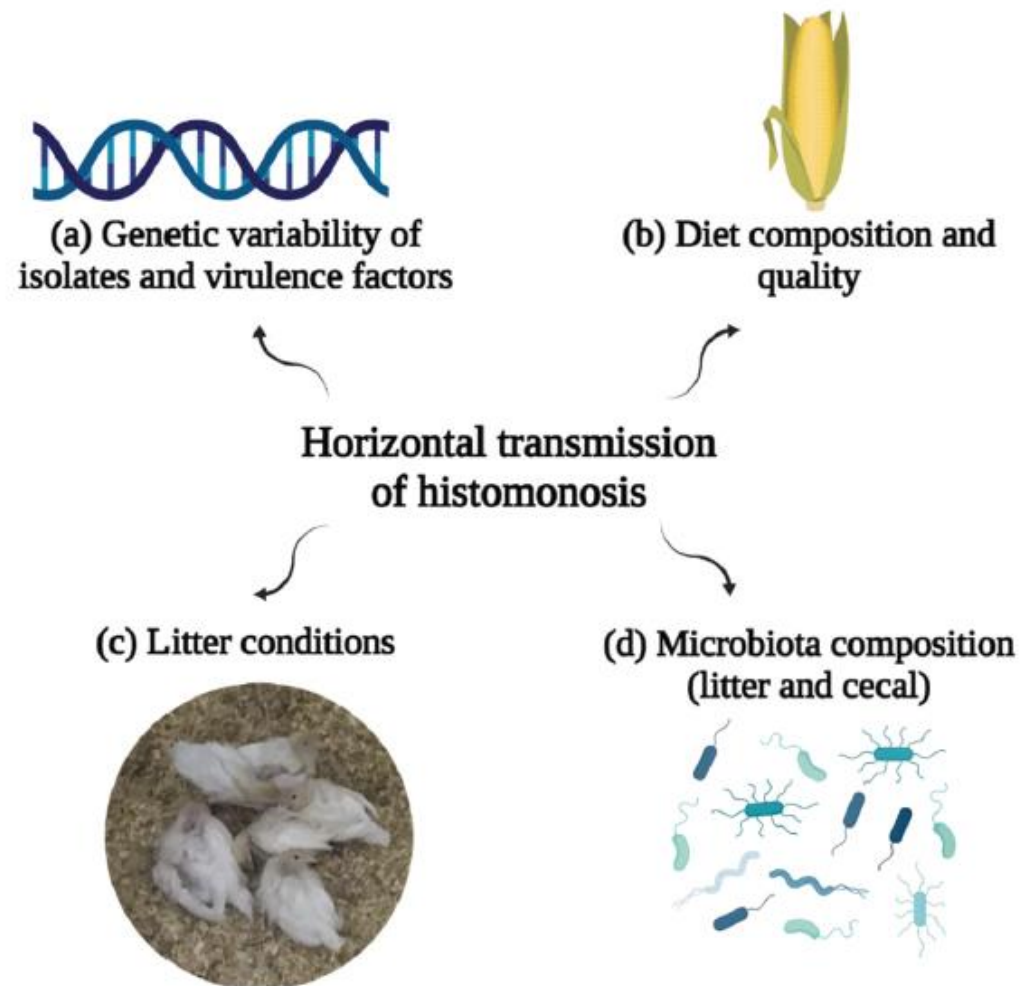 (a) Genetic variability of
isolates and virulence factors
(b) Diet composition and
quality
Horizontal transmission
of histomonosis
(c) Litter conditions
(d) Microbiota composition
(litter and cecal)